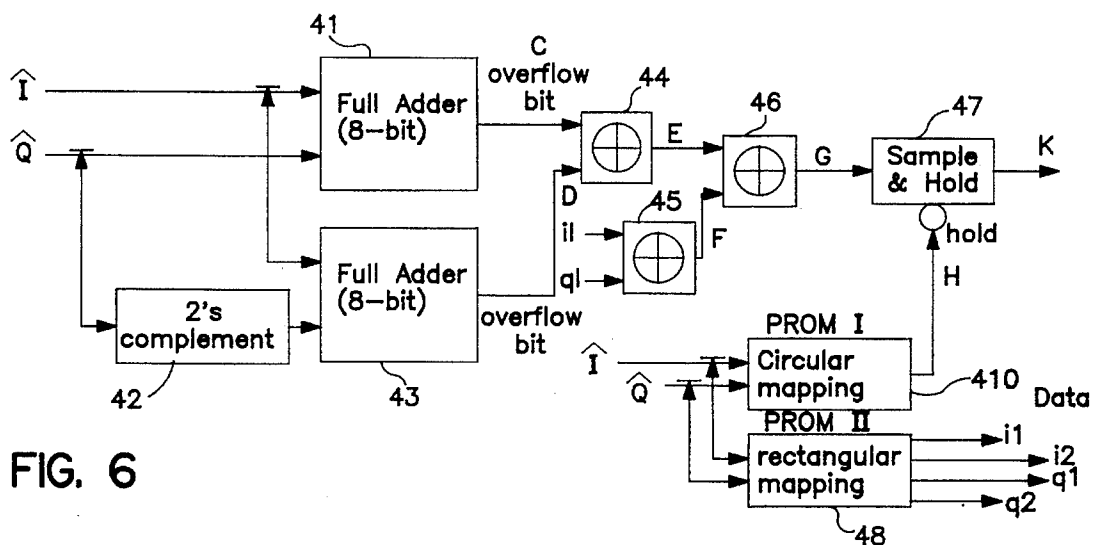 41
Î
Q̂
Full Adder
(8-bit)
C
overflow
bit
44
E
46
G
47
Sample
& Hold
K
D
45
iI
qI
F
hold
H
Full Adder
(8-bit)
overflow
bit
43
2's
complement
42
Î
Q̂
PROM I
Circular
mapping
410
Data
PROM II
rectangular
mapping
48
i1
i2
q1
q2
FIG. 6